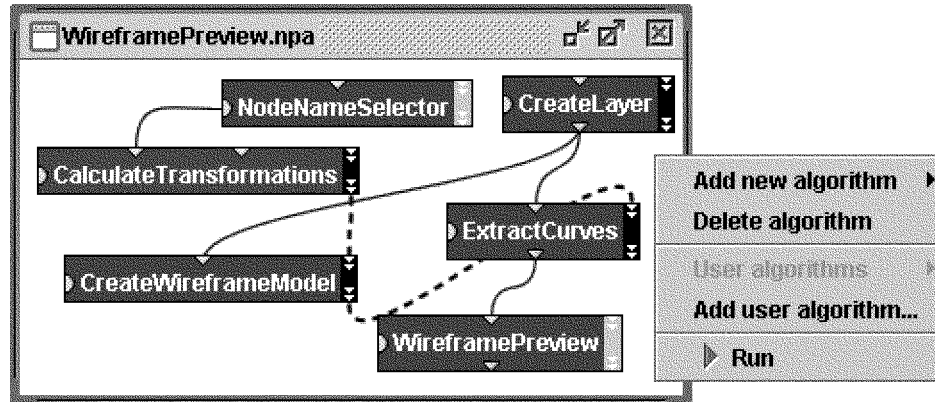 WireframePreview.npa
NodeNameSelector
CreateLayer
CalculateTransformations
ExtractCurves
CreateWireframeModel
WireframePreview
Add new algorithm
Delete algorithm
User algorithms
Add user algorithm...
Run